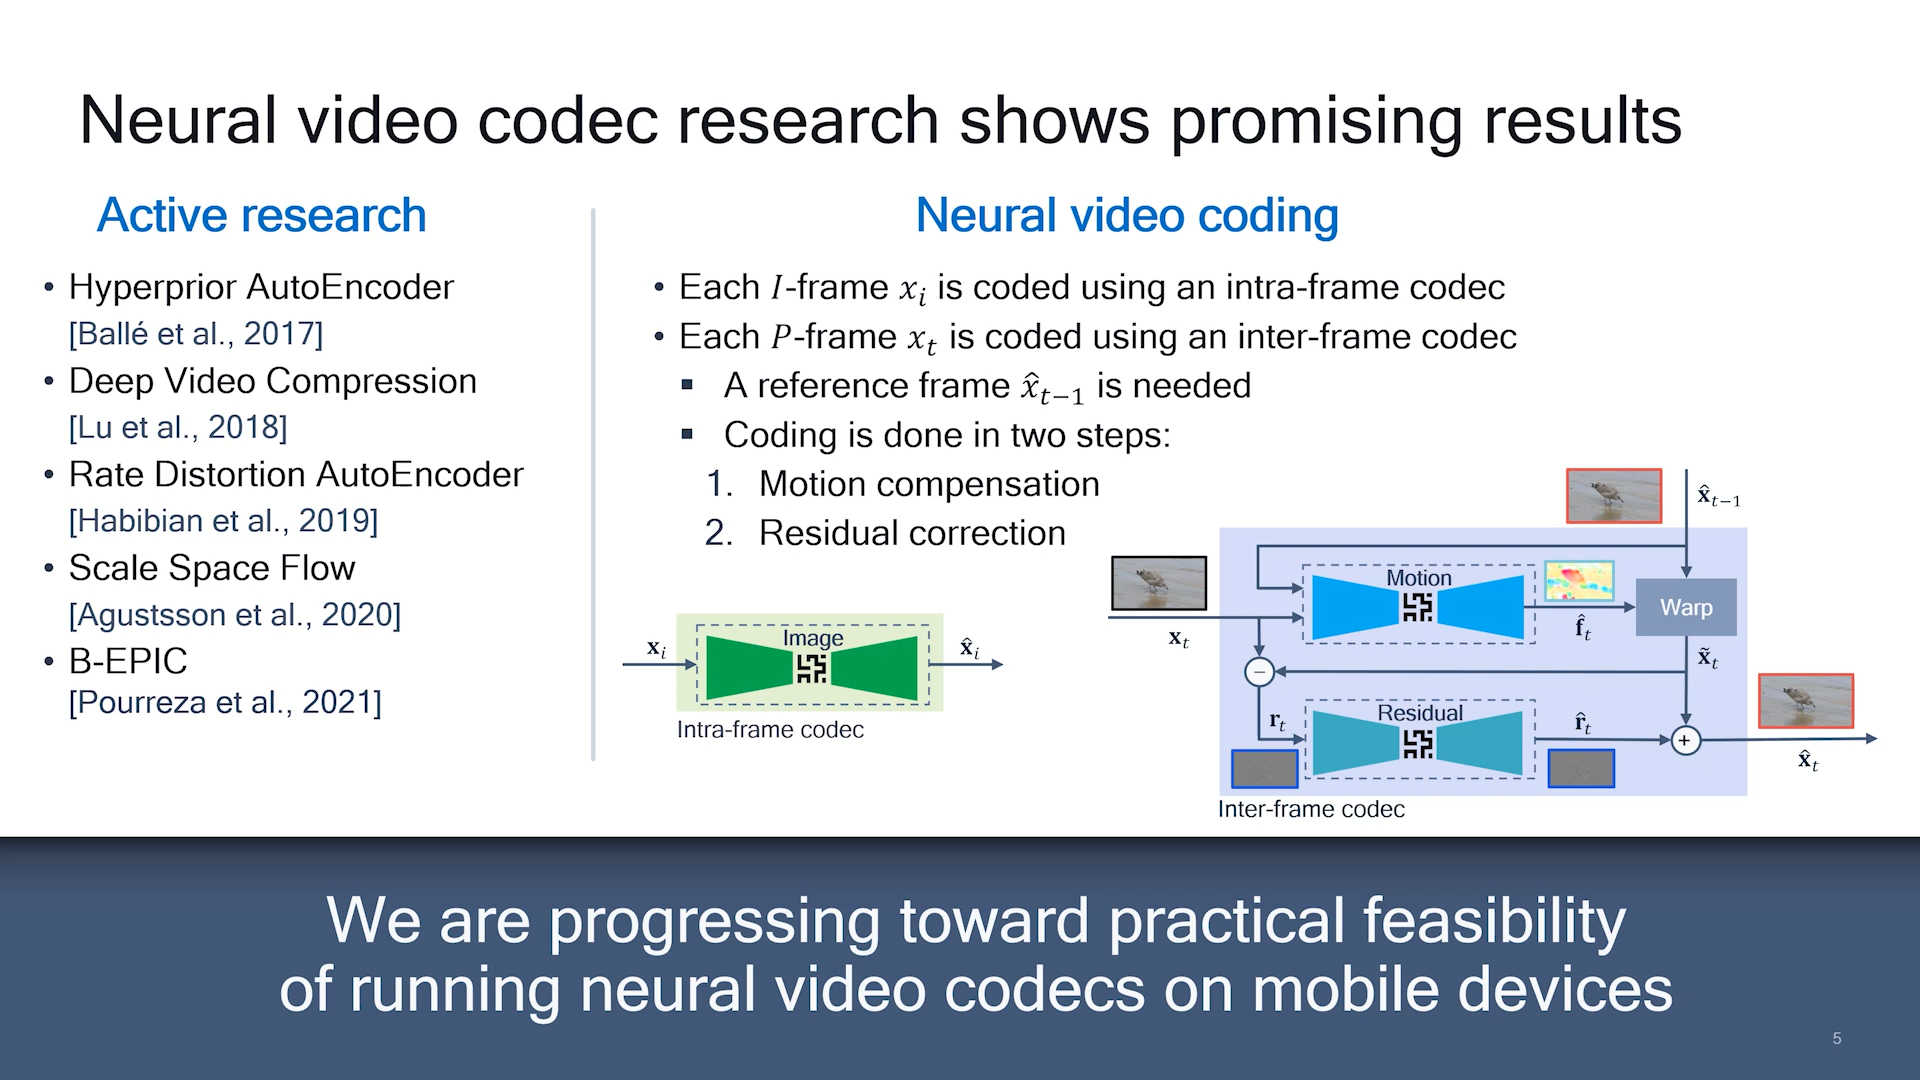 Neural video codec research shows promising results
Active research
• Hyperprior AutoEncoder
[Ballé et al., 2017]
• Deep Video Compression
[Lu et al., 2018]
• Rate Distortion AutoEncoder
[Habibian et al., 2019]
• Scale Space Flow
[Agustsson et al., 2020]
• B-EPIC
[Pourreza et al., 2021]
Neural video coding
• Each I-frame xᵢ is coded using an intra-frame codec
• Each P-frame xₜ is coded using an inter-frame codec
▪ A reference frame x̂ₜ₋₁ is needed
▪ Coding is done in two steps:
1. Motion compensation
2. Residual correction
xᵢ
Image
x̂ᵢ
Intra-frame codec
x̂ₜ₋₁
xₜ
Motion
f̂ₜ
Warp
x̃ₜ
−
rₜ
Residual
r̂ₜ
+
x̂ₜ
Inter-frame codec
We are progressing toward practical feasibility
of running neural video codecs on mobile devices
5